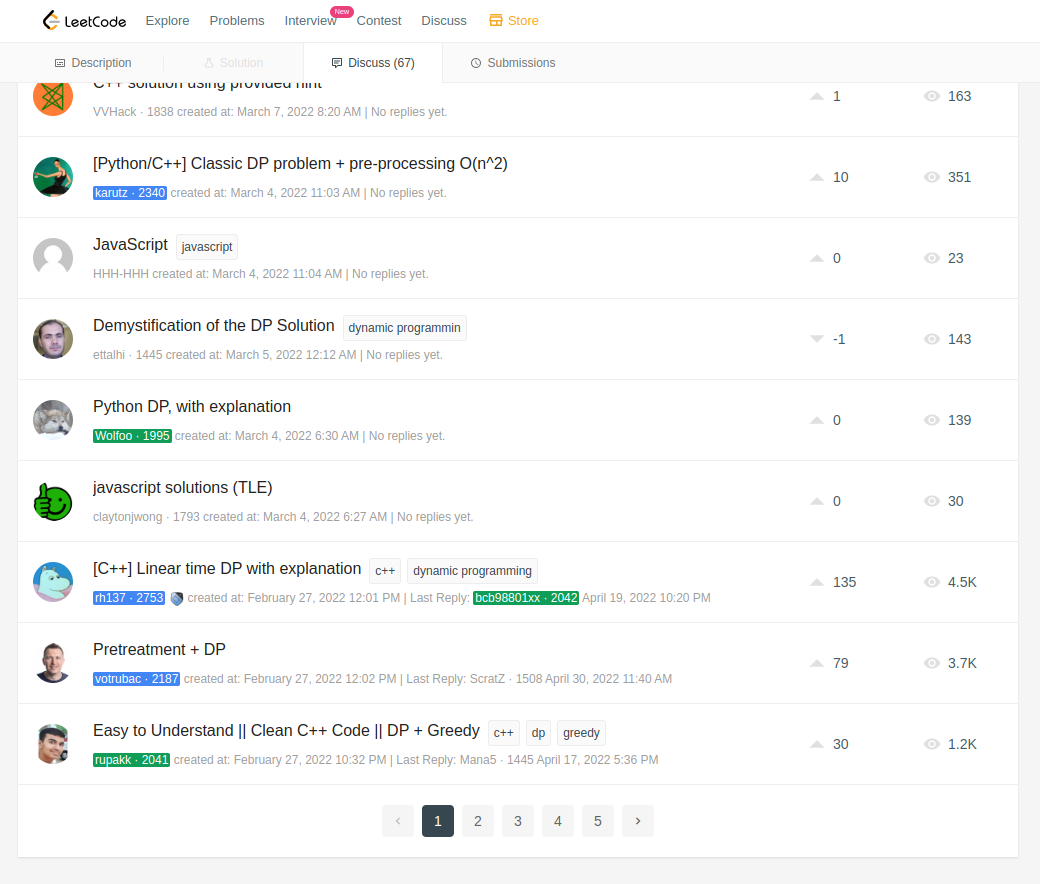 LeetCode Explore Problems Interview New Contest Discuss Store
Description Solution Discuss (67) Submissions
C++ solution using provided hint
VVHack · 1838 created at: March 7, 2022 8:20 AM | No replies yet.
1 163
[Python/C++] Classic DP problem + pre-processing O(n^2)
karutz · 2340 created at: March 4, 2022 11:03 AM | No replies yet.
10 351
JavaScript javascript
HHH-HHH created at: March 4, 2022 11:04 AM | No replies yet.
0 23
Demystification of the DP Solution dynamic programmin
ettalhi · 1445 created at: March 5, 2022 12:12 AM | No replies yet.
-1 143
Python DP, with explanation
Wolfoo · 1995 created at: March 4, 2022 6:30 AM | No replies yet.
0 139
javascript solutions (TLE)
claytonjwong · 1793 created at: March 4, 2022 6:27 AM | No replies yet.
0 30
[C++] Linear time DP with explanation c++ dynamic programming
rh137 · 2753 created at: February 27, 2022 12:01 PM | Last Reply: bcb98801xx · 2042 April 19, 2022 10:20 PM
135 4.5K
Pretreatment + DP
votrubac · 2187 created at: February 27, 2022 12:02 PM | Last Reply: ScratZ · 1508 April 30, 2022 11:40 AM
79 3.7K
Easy to Understand || Clean C++ Code || DP + Greedy c++ dp greedy
rupakk · 2041 created at: February 27, 2022 10:32 PM | Last Reply: Mana5 · 1445 April 17, 2022 5:36 PM
30 1.2K
‹ 1 2 3 4 5 ›